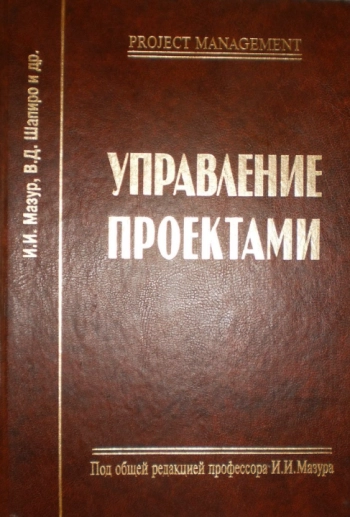 PROJECT MANAGEMENT
И.И. Мазур, В.Д. Шапиро и др.
УПРАВЛЕНИЕ
ПРОЕКТАМИ
Под общей редакцией профессора И.И.Мазура